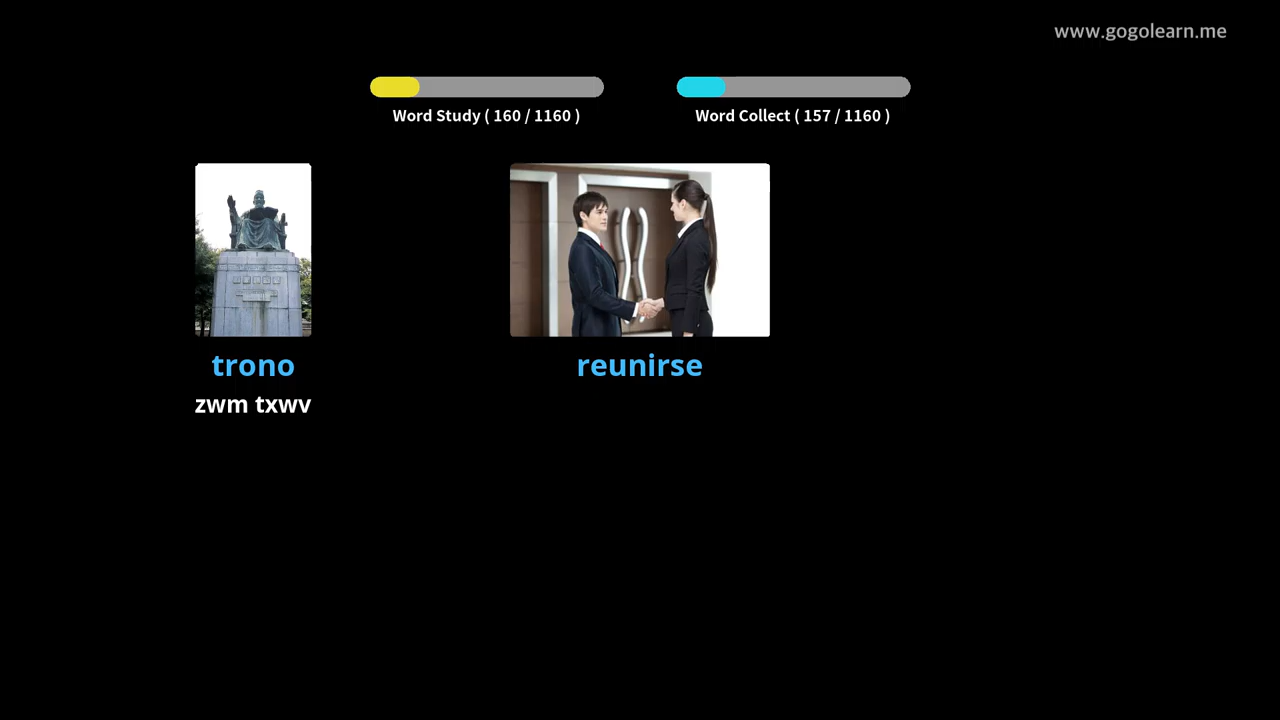 www.gogolearn.me
Word Study ( 160 / 1160 )
Word Collect ( 157 / 1160 )
trono
zwm txwv
reunirse